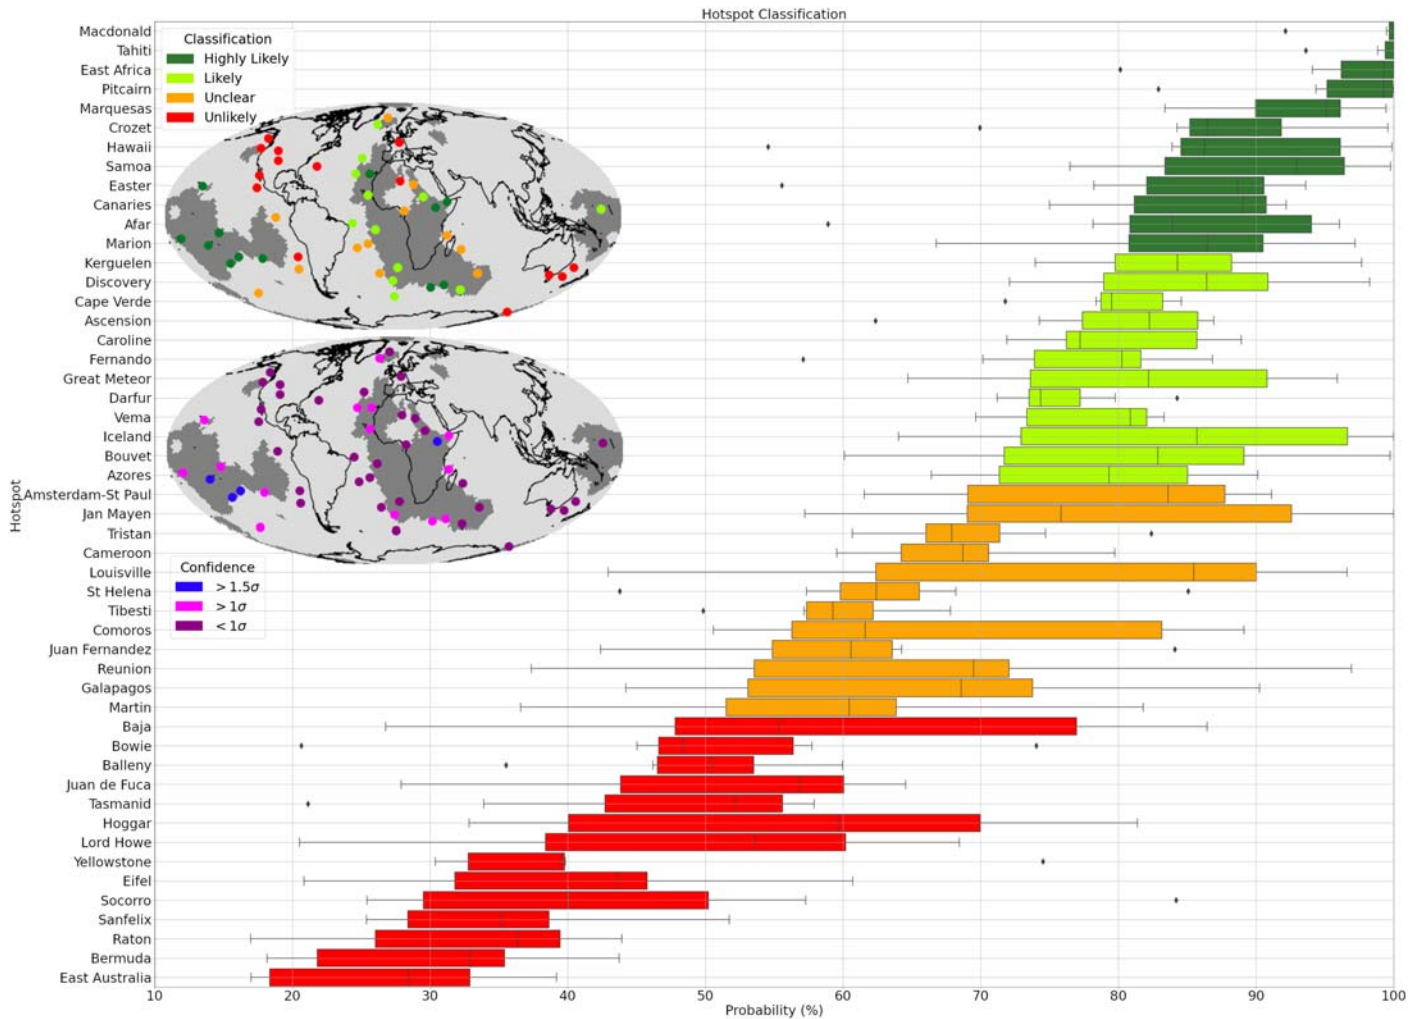 Hotspot Classification
Macdonald
Tahiti
East Africa
Pitcairn
Marquesas
Crozet
Hawaii
Samoa
Easter
Canaries
Afar
Marion
Kerguelen
Discovery
Cape Verde
Ascension
Caroline
Fernando
Great Meteor
Darfur
Vema
Iceland
Bouvet
Azores
Amsterdam-St Paul
Jan Mayen
Tristan
Cameroon
Louisville
St Helena
Tibesti
Comoros
Juan Fernandez
Reunion
Galapagos
Martin
Baja
Bowie
Balleny
Juan de Fuca
Tasmanid
Hoggar
Lord Howe
Yellowstone
Eifel
Socorro
Sanfelix
Raton
Bermuda
East Australia
Hotspot
Classification
Highly Likely
Likely
Unclear
Unlikely
Confidence
> 1.5σ
> 1σ
< 1σ
10 20 30 40 50 60 70 80 90 100
Probability (%)